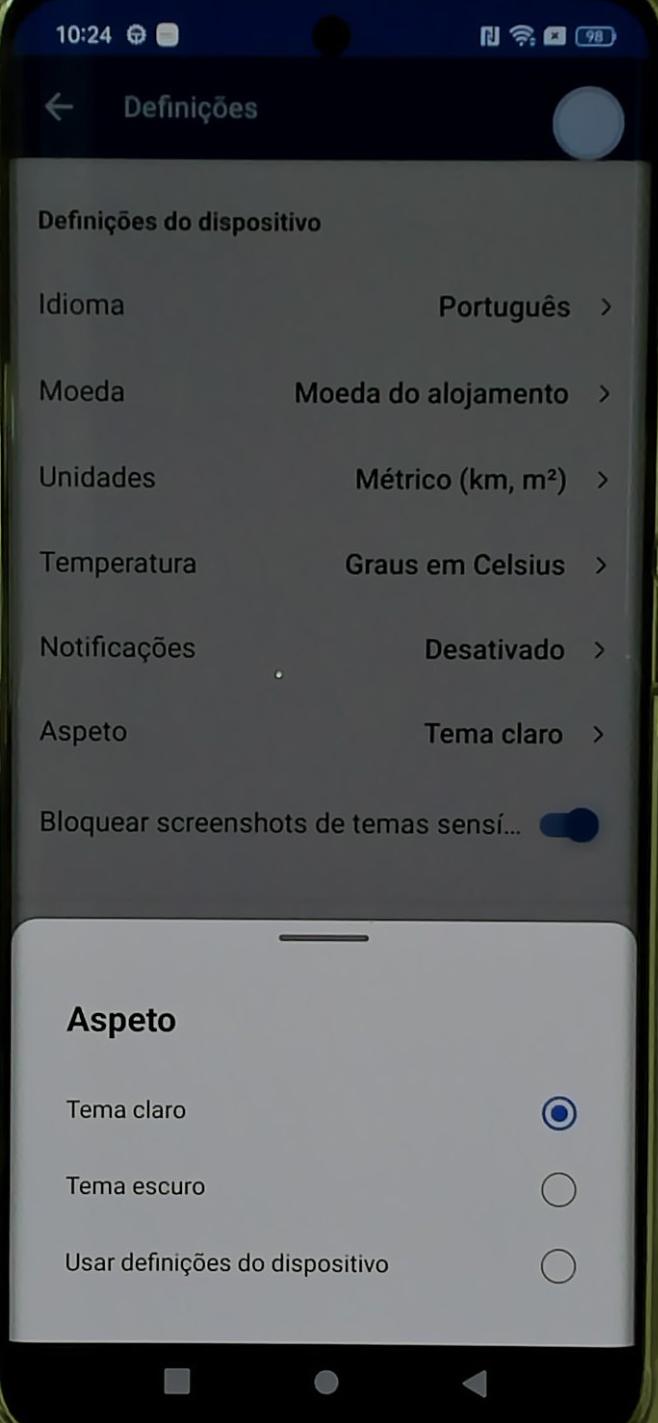 10:24 98
Definições
Definições do dispositivo
Idioma Português
Moeda Moeda do alojamento
Unidades Métrico (km, m²)
Temperatura Graus em Celsius
Notificações Desativado
Aspeto Tema claro
Bloquear screenshots de temas sensí...
Aspeto
Tema claro
Tema escuro
Usar definições do dispositivo